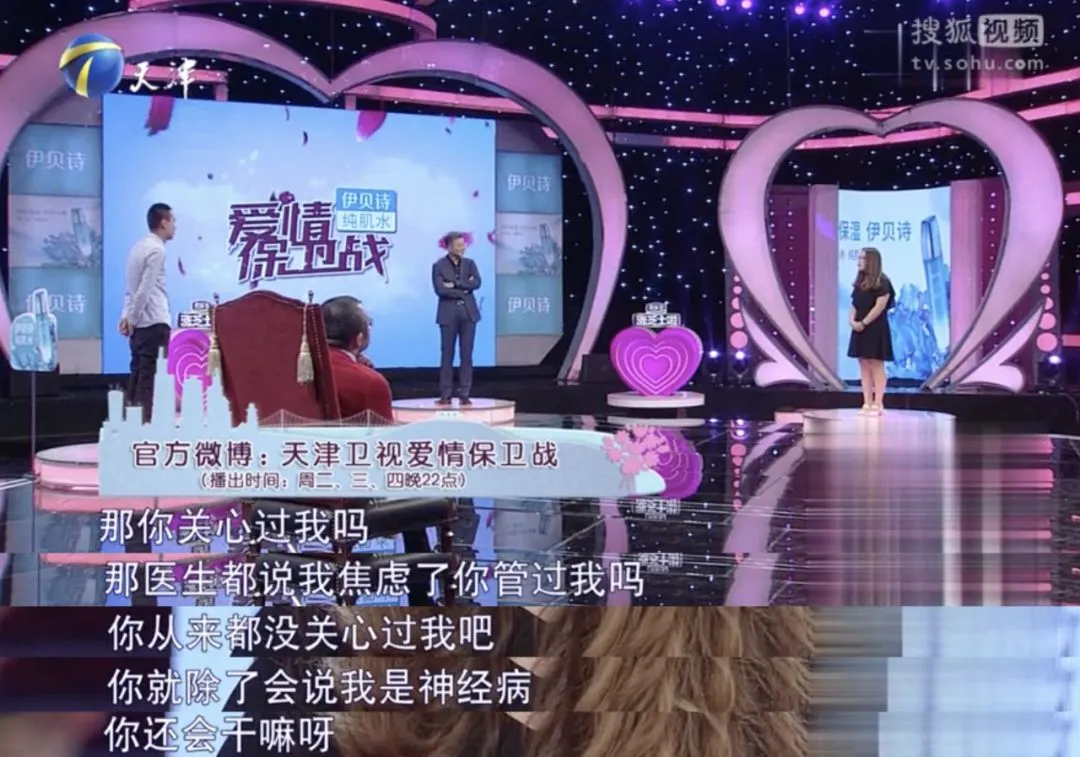 搜狐视频
tv.sohu.com
天津
伊贝诗
伊贝诗
纯肌水
爱情
保卫战
伊贝诗
保湿 伊贝诗
伊贝诗
伊贝诗
官方微博：天津卫视爱情保卫战
（播出时间：周二、三、四晚22点）
那你关心过我吗
那医生都说我焦虑了你管过我吗
你从来都没关心过我吧
你就除了会说我是神经病
你还会干嘛呀